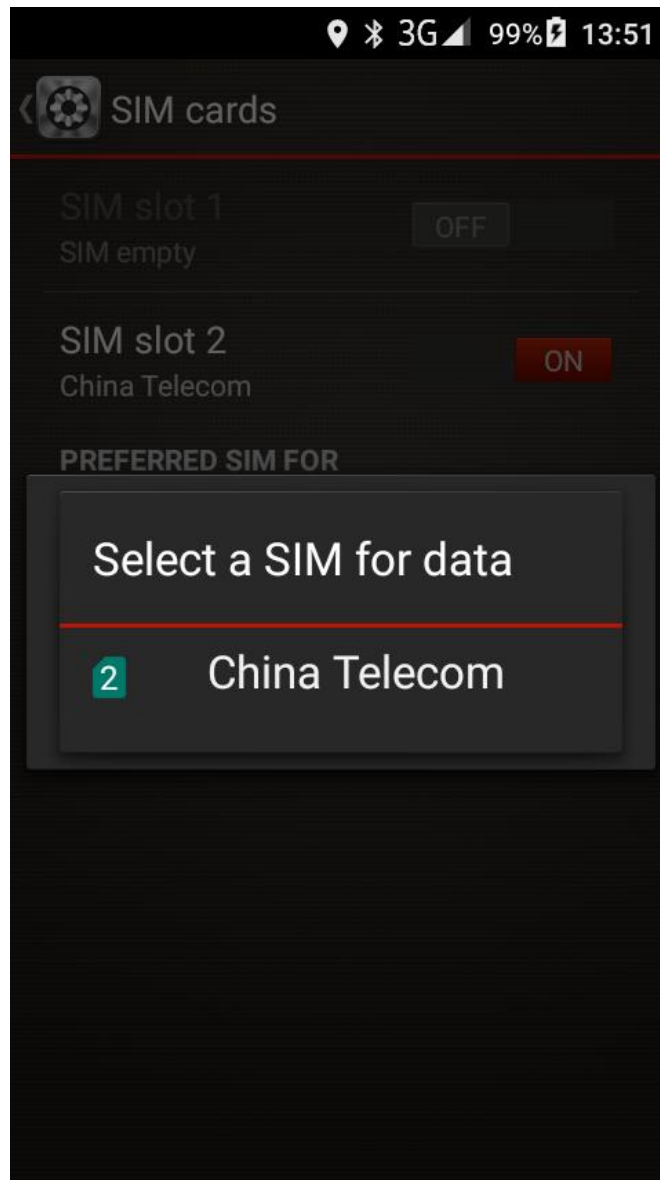 3G 99% 13:51
SIM cards
SIM slot 1
OFF
SIM empty
SIM slot 2
ON
China Telecom
PREFERRED SIM FOR
Select a SIM for data
2 China Telecom